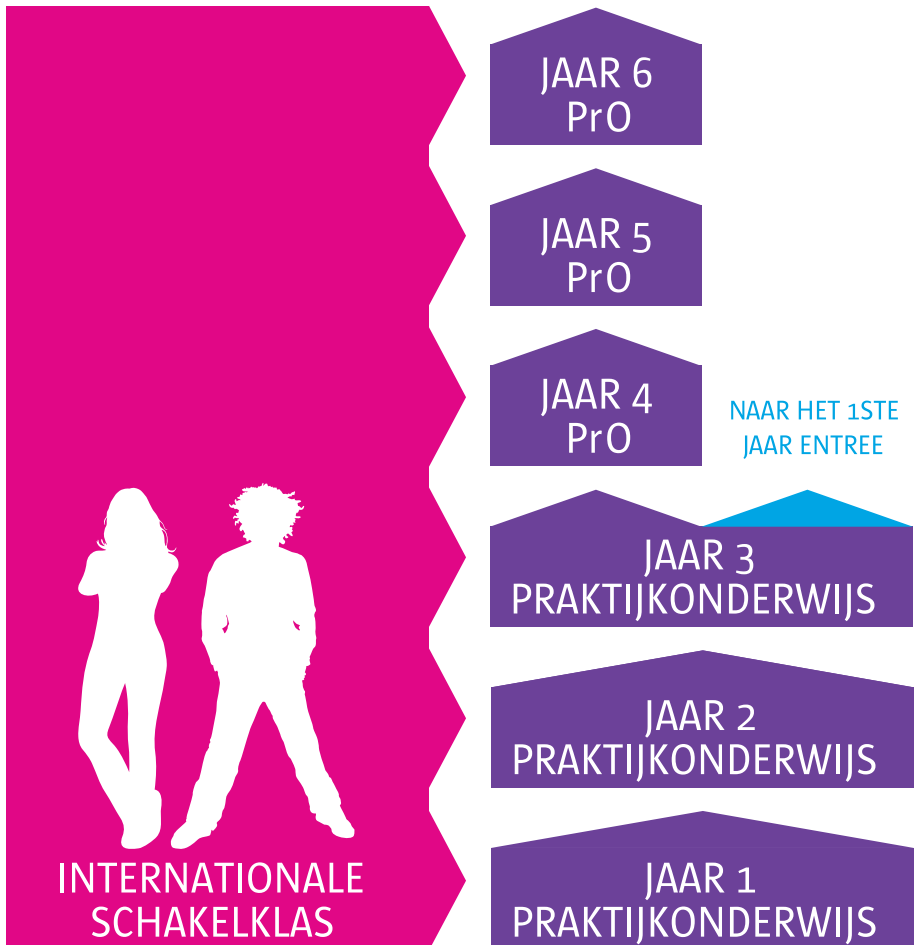 JAAR 6
PrO
JAAR 5
PrO
JAAR 4
PrO
NAAR HET 1STE
JAAR ENTREE
JAAR 3
PRAKTIJKONDERWIJS
JAAR 2
PRAKTIJKONDERWIJS
JAAR 1
PRAKTIJKONDERWIJS
INTERNATIONALE
SCHAKELKLAS